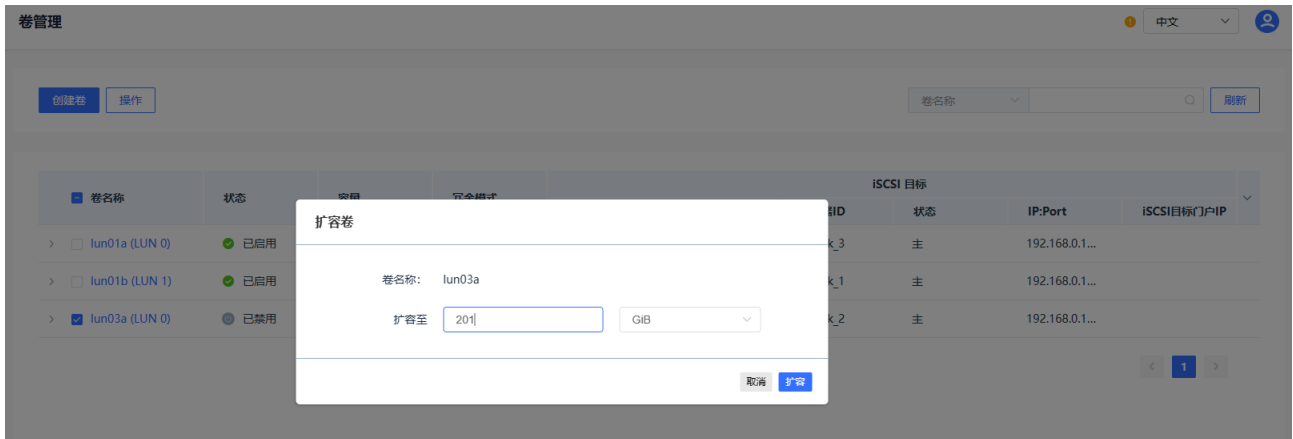 卷管理
中文
创建卷 操作 卷名称 刷新
iSCSI 目标
卷名称 状态 容量 冗余模式
ID 状态 IP:Port iSCSI目标门户IP
扩容卷
lun01a (LUN 0) 已启用 k_3 主 192.168.0.1...
卷名称: lun03a
lun01b (LUN 1) 已启用 k_1 主 192.168.0.1...
扩容至 201 GiB
lun03a (LUN 0) 已禁用 k_2 主 192.168.0.1...
1
取消 扩容